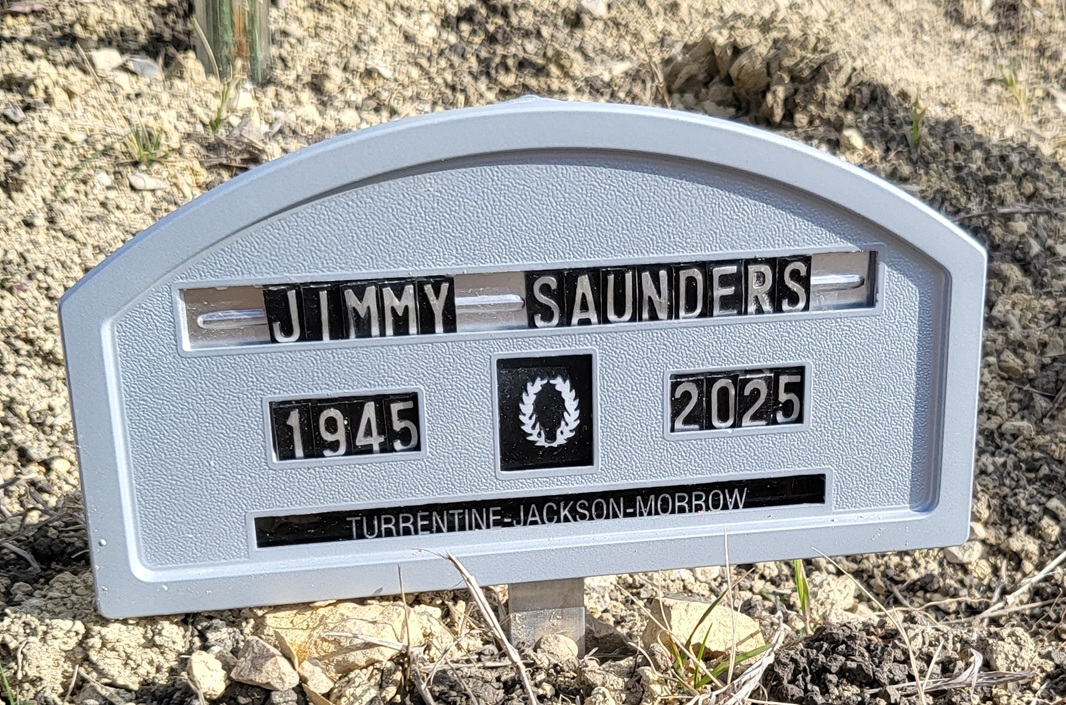 JIMMY SAUNDERS
1945 2025
TURRENTINE-JACKSON-MORROW